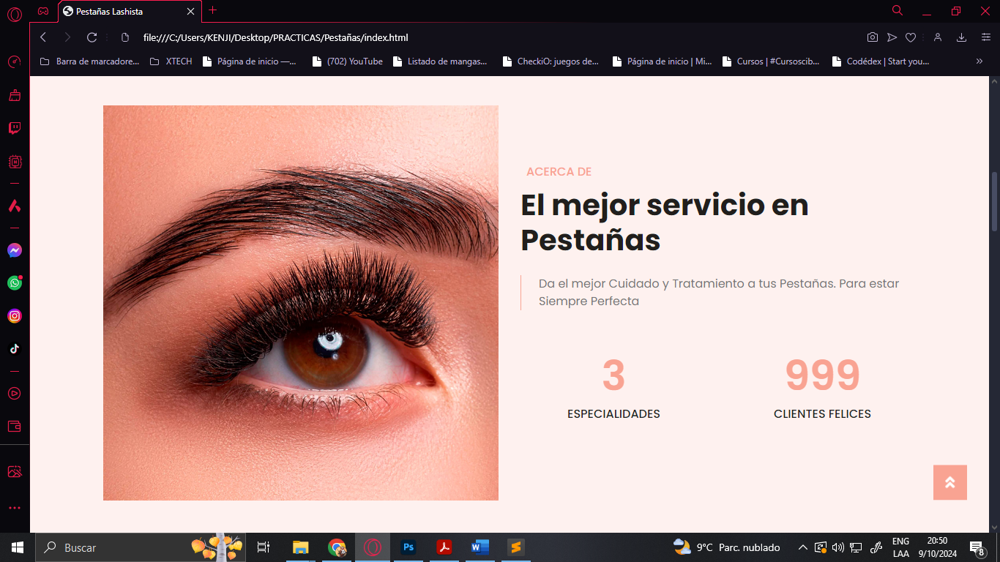 Pestañas Lashista
file:///C:/Users/KENJI/Desktop/PRACTICAS/Pestañas/index.html
Barra de marcadore... XTECH Página de inicio —... (702) YouTube Listado de mangas... CheckiO: juegos de... Página de inicio | Mi... Cursos | #Cursoscib... Codédex | Start you...
ACERCA DE
El mejor servicio en
Pestañas
Da el mejor Cuidado y Tratamiento a tus Pestañas. Para estar
Siempre Perfecta
3
ESPECIALIDADES
999
CLIENTES FELICES
Buscar
Ps
W
9°C Parc. nublado
ENG
LAA
20:50
9/10/2024
8